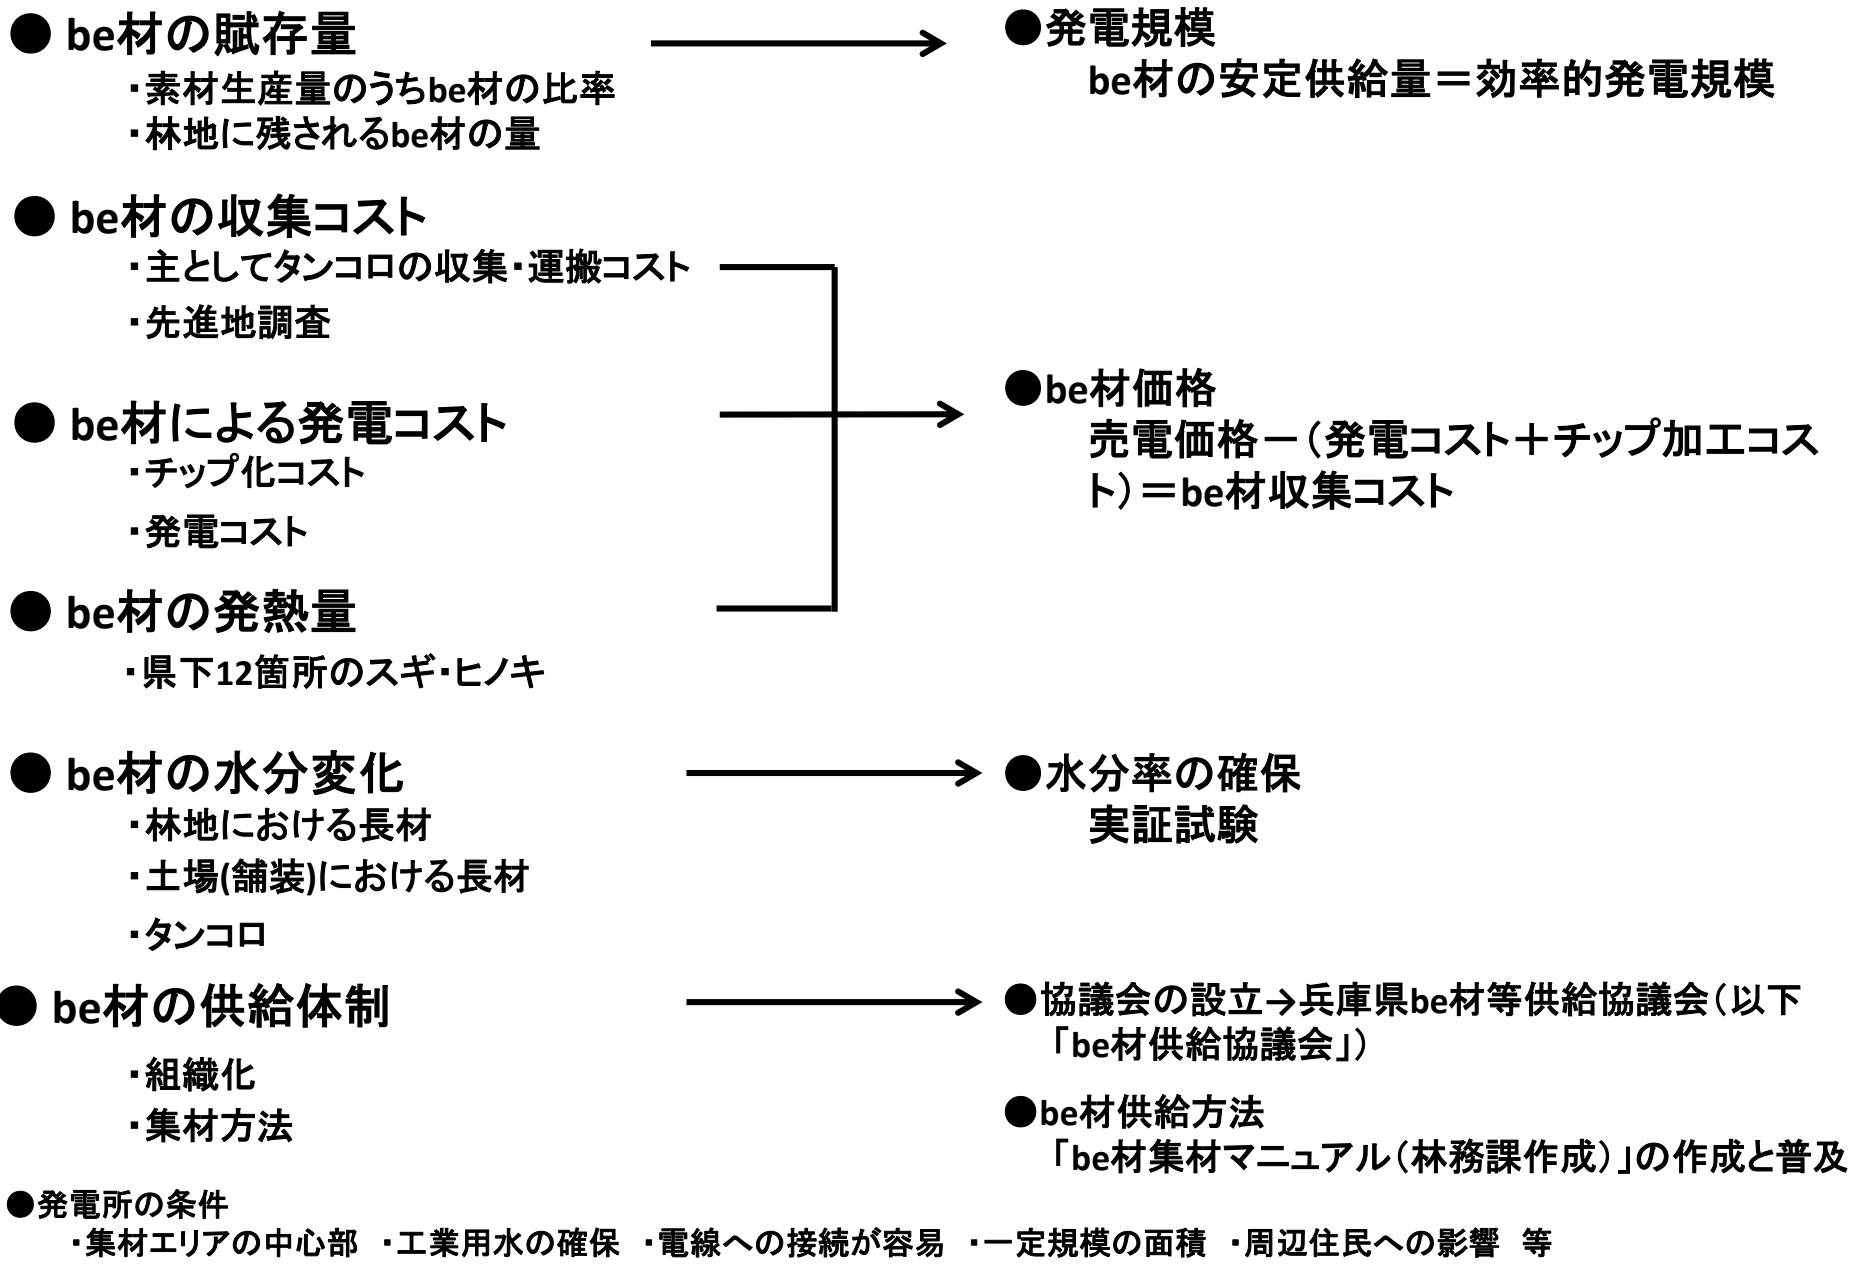 ● be材の賦存量
・素材生産量のうちbe材の比率
・林地に残されるbe材の量
●発電規模
be材の安定供給量＝効率的発電規模
● be材の収集コスト
・主としてタンコロの収集・運搬コスト
・先進地調査
● be材による発電コスト
・チップ化コスト
・発電コスト
● be材の発熱量
・県下12箇所のスギ・ヒノキ
●be材価格
売電価格－（発電コスト＋チップ加工コス
ト）＝be材収集コスト
● be材の水分変化
・林地における長材
・土場(舗装)における長材
・タンコロ
●水分率の確保
実証試験
● be材の供給体制
・組織化
・集材方法
●協議会の設立→兵庫県be材等供給協議会（以下
「be材供給協議会」）
●be材供給方法
「be材集材マニュアル（林務課作成）」の作成と普及
●発電所の条件
・集材エリアの中心部　・工業用水の確保　・電線への接続が容易　・一定規模の面積　・周辺住民への影響　等